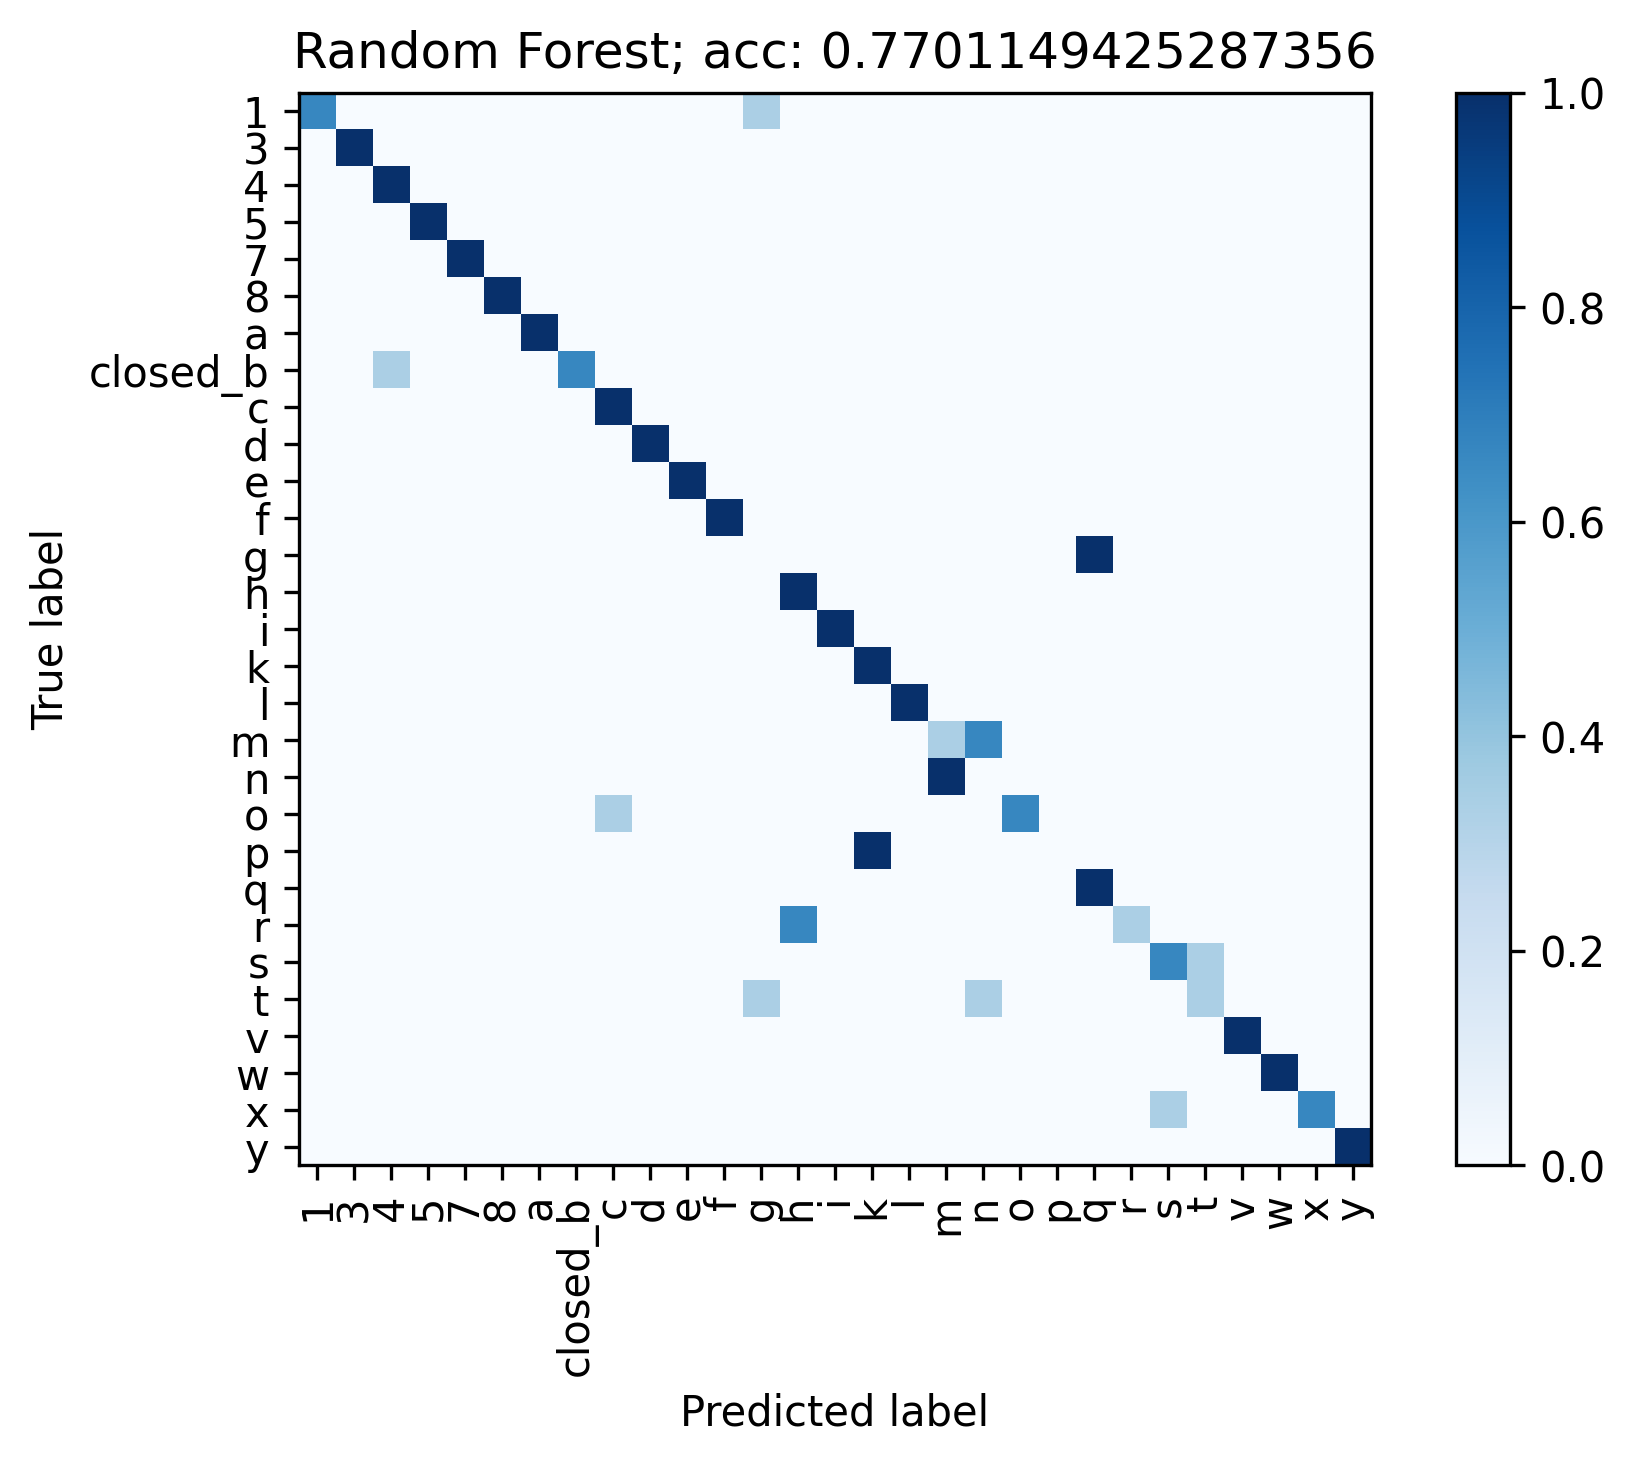 Random Forest; acc: 0.7701149425287356
1
3
4
5
7
8
a
closed_b
c
d
e
f
g
h
i
k
l
m
n
o
p
q
r
s
t
v
w
x
y
True label
1 3 4 5 7 8 a closed_b c d e f g h i k l m n o p q r s t v w x y
Predicted label
1.0
0.8
0.6
0.4
0.2
0.0